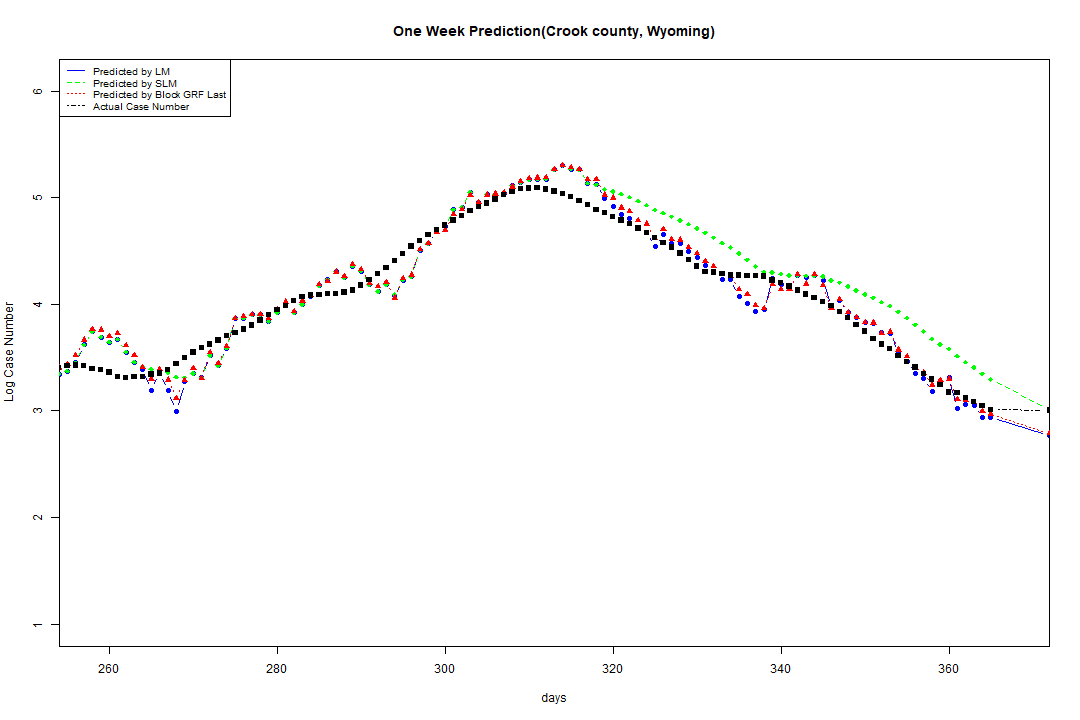 One Week Prediction(Crook county, Wyoming)
Predicted by LM
Predicted by SLM
Predicted by Block GRF Last
Actual Case Number
6
5
4
3
2
1
Log Case Number
260 280 300 320 340 360
days